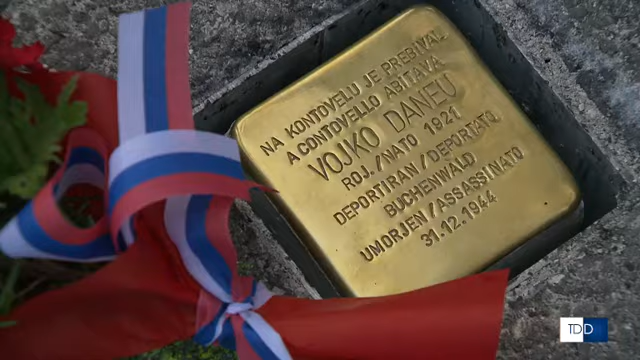 NA KONTOVELU JE PREBIVAL
A CONTOVELLO ABITAVA
VOJKO DANEU
ROJ./NATO 1921
DEPORTIRAN/DEPORTATO
BUCHENWALD
UMORJEN/ASSASSINATO
31.12.1944
TDD